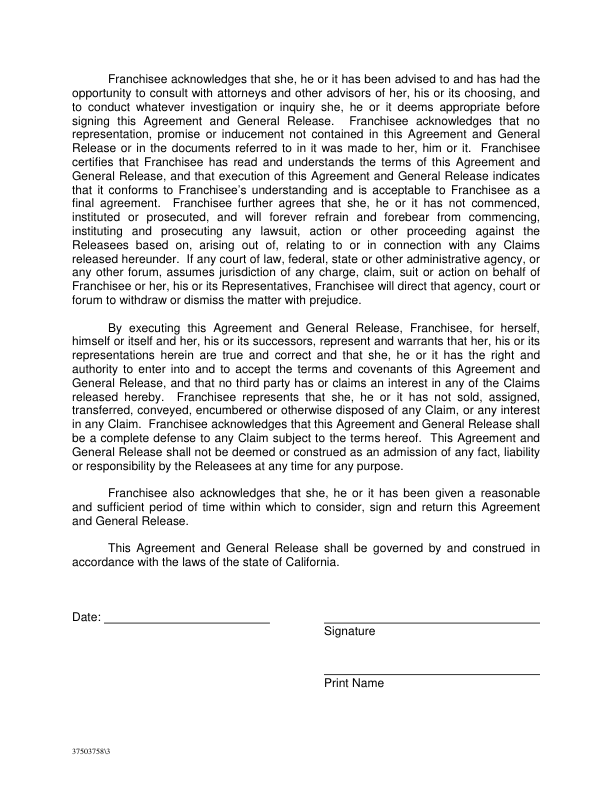 Franchisee acknowledges that she, he or it has been advised to and has had the
opportunity to consult with attorneys and other advisors of her, his or its choosing, and
to conduct whatever investigation or inquiry she, he or it deems appropriate before
signing this Agreement and General Release. Franchisee acknowledges that no
representation, promise or inducement not contained in this Agreement and General
Release or in the documents referred to in it was made to her, him or it. Franchisee
certifies that Franchisee has read and understands the terms of this Agreement and
General Release, and that execution of this Agreement and General Release indicates
that it conforms to Franchisee's understanding and is acceptable to Franchisee as a
final agreement. Franchisee further agrees that she, he or it has not commenced,
instituted or prosecuted, and will forever refrain and forebear from commencing,
instituting and prosecuting any lawsuit, action or other proceeding against the
Releasees based on, arising out of, relating to or in connection with any Claims
released hereunder. If any court of law, federal, state or other administrative agency, or
any other forum, assumes jurisdiction of any charge, claim, suit or action on behalf of
Franchisee or her, his or its Representatives, Franchisee will direct that agency, court or
forum to withdraw or dismiss the matter with prejudice.
By executing this Agreement and General Release, Franchisee, for herself,
himself or itself and her, his or its successors, represent and warrants that her, his or its
representations herein are true and correct and that she, he or it has the right and
authority to enter into and to accept the terms and covenants of this Agreement and
General Release, and that no third party has or claims an interest in any of the Claims
released hereby. Franchisee represents that she, he or it has not sold, assigned,
transferred, conveyed, encumbered or otherwise disposed of any Claim, or any interest
in any Claim. Franchisee acknowledges that this Agreement and General Release shall
be a complete defense to any Claim subject to the terms hereof. This Agreement and
General Release shall not be deemed or construed as an admission of any fact, liability
or responsibility by the Releasees at any time for any purpose.
Franchisee also acknowledges that she, he or it has been given a reasonable
and sufficient period of time within which to consider, sign and return this Agreement
and General Release.
This Agreement and General Release shall be governed by and construed in
accordance with the laws of the state of California.
Date:
Signature
Print Name
37503758\3